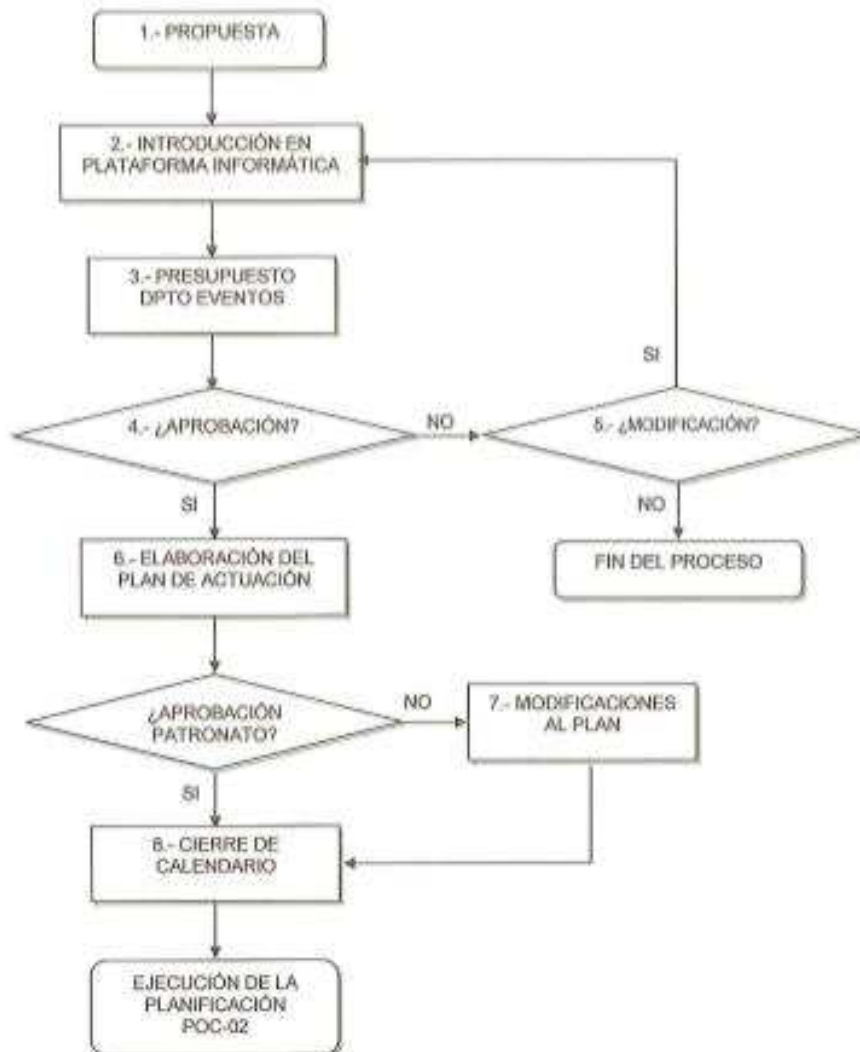 1.- PROPUESTA
2.- INTRODUCCIÓN EN
PLATAFORMA INFORMÁTICA
3.- PRESUPUESTO
DPTO EVENTOS
SI
4.- ¿APROBACIÓN?
NO
5.- ¿MODIFICACIÓN?
SI
NO
6.- ELABORACIÓN DEL
PLAN DE ACTUACIÓN
FIN DEL PROCESO
¿APROBACIÓN
PATRONATO?
NO
7.- MODIFICACIONES
AL PLAN
SI
8.- CIERRE DE
CALENDARIO
EJECUCIÓN DE LA
PLANIFICACIÓN
POC-02